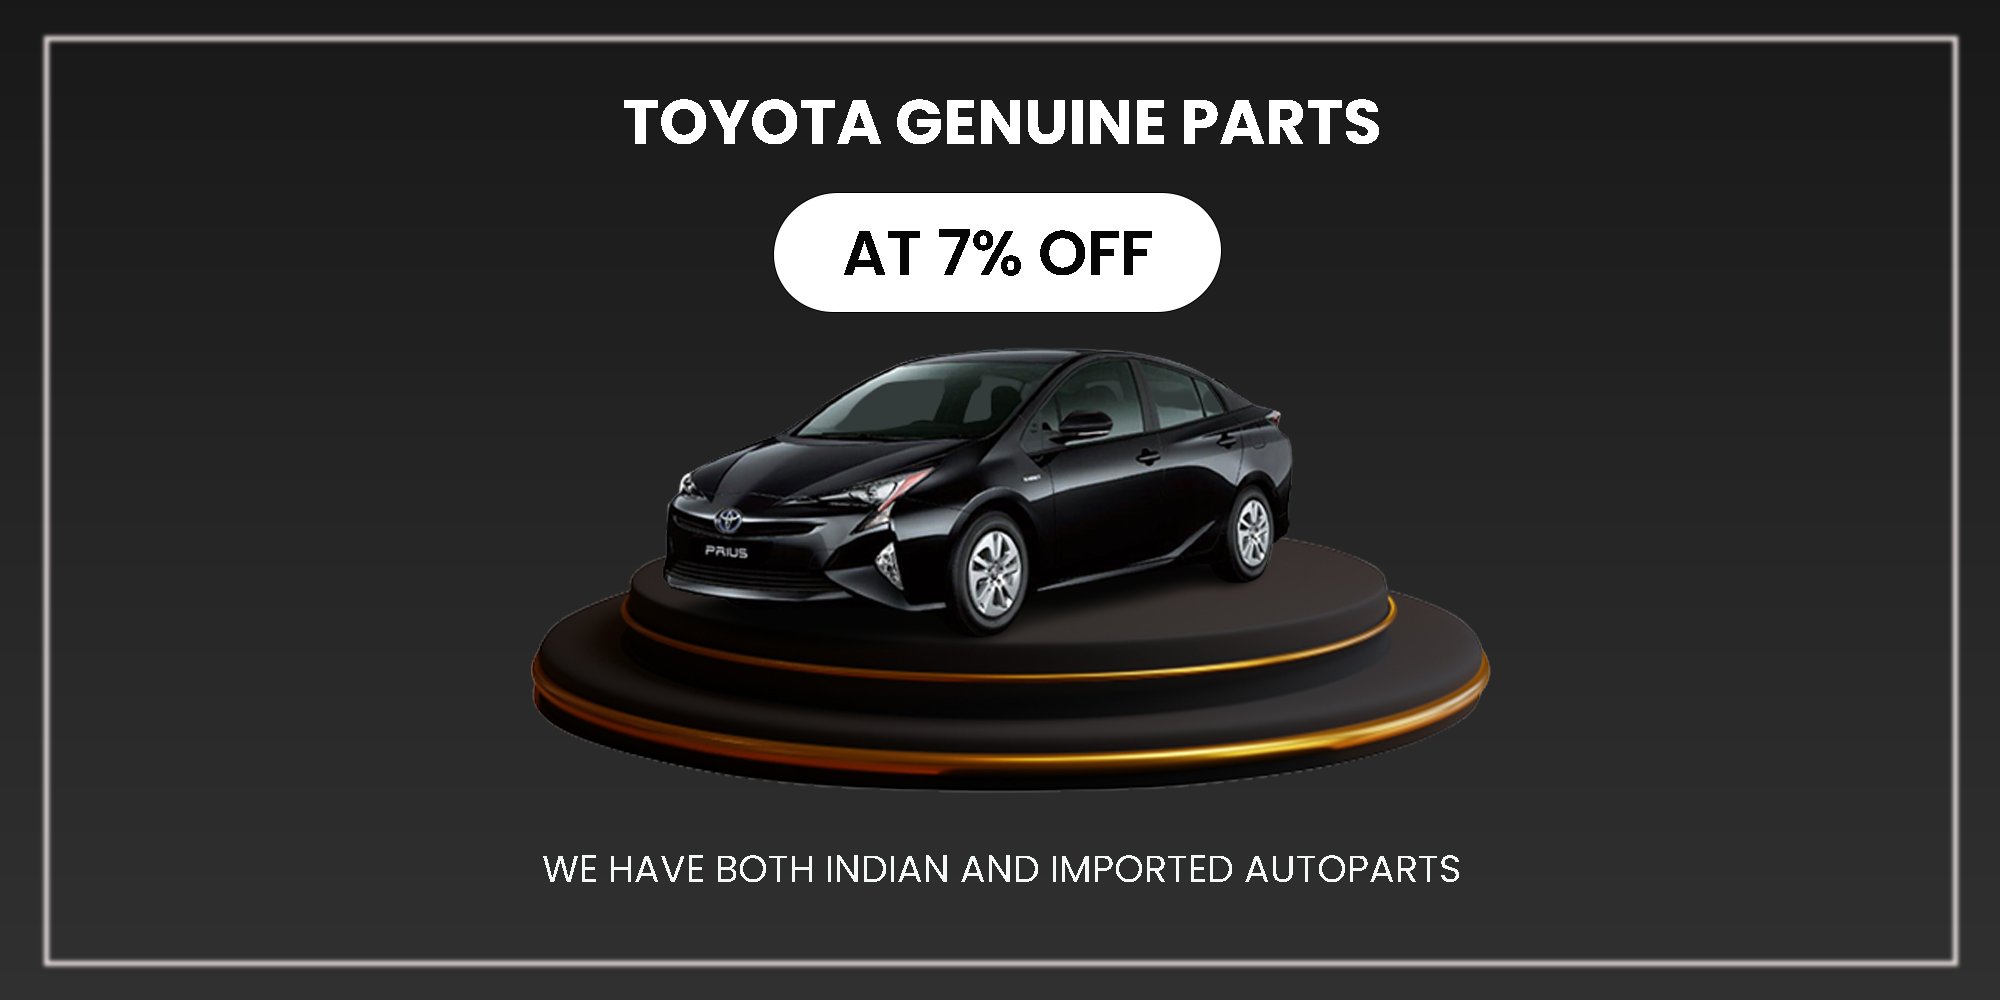 TOYOTA GENUINE PARTS
AT 7% OFF
PRIUS
WE HAVE BOTH INDIAN AND IMPORTED AUTOPARTS